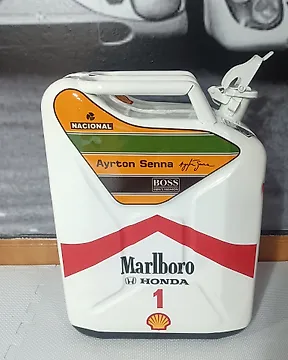 NACIONAL
Ayrton Senna
BOSS
Marlboro
HONDA
1